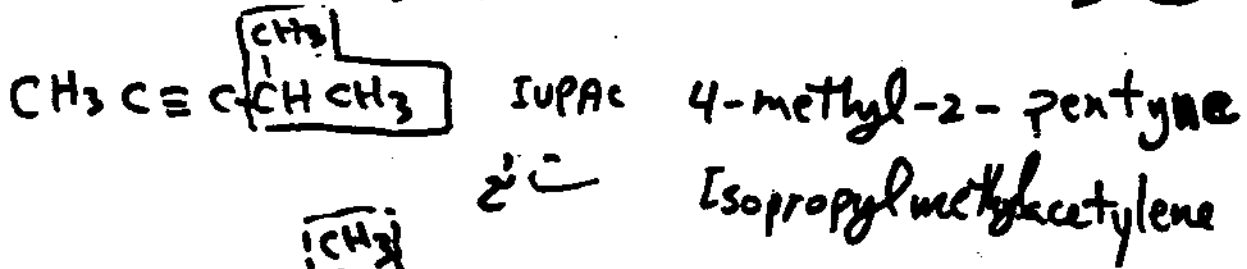 CH3
CH3 C≡C-CH CH3 IUPAC 4-methyl-2-pentyne
Isopropylmethylacetylene
CH3